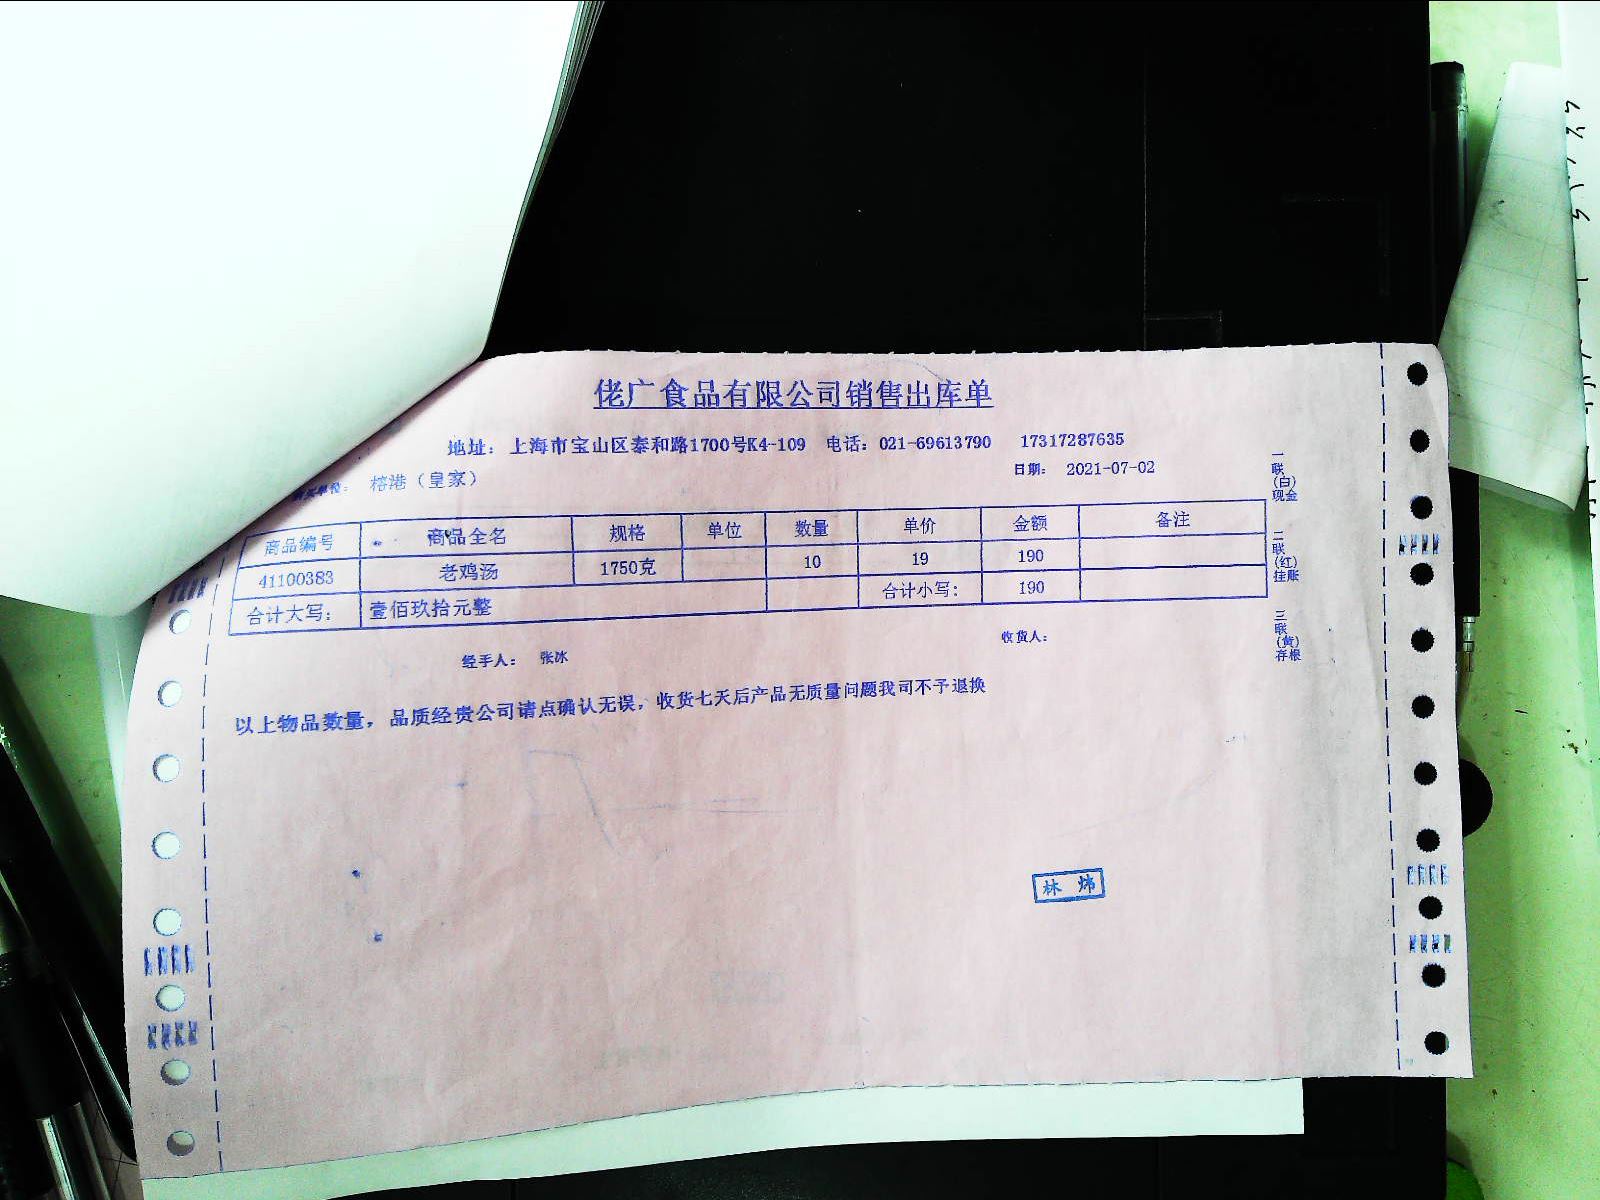 佬广食品有限公司销售出库单
地址：上海市宝山区泰和路1700号K4-109 电话：021-69613790 17317287635
购买单位：榕港（皇家） 日期：2021-07-02
商品编号 商品全名 规格 单位 数量 单价 金额 备注
41100383 老鸡汤 1750克 10 19 190
合计大写： 壹佰玖拾元整 合计小写： 190
经手人： 张冰 收货人：
以上物品数量，品质经贵公司请点确认无误，收货七天后产品无质量问题我司不予退换
一联（白）现金
二联（红）挂账
三联（黄）存根
林炜